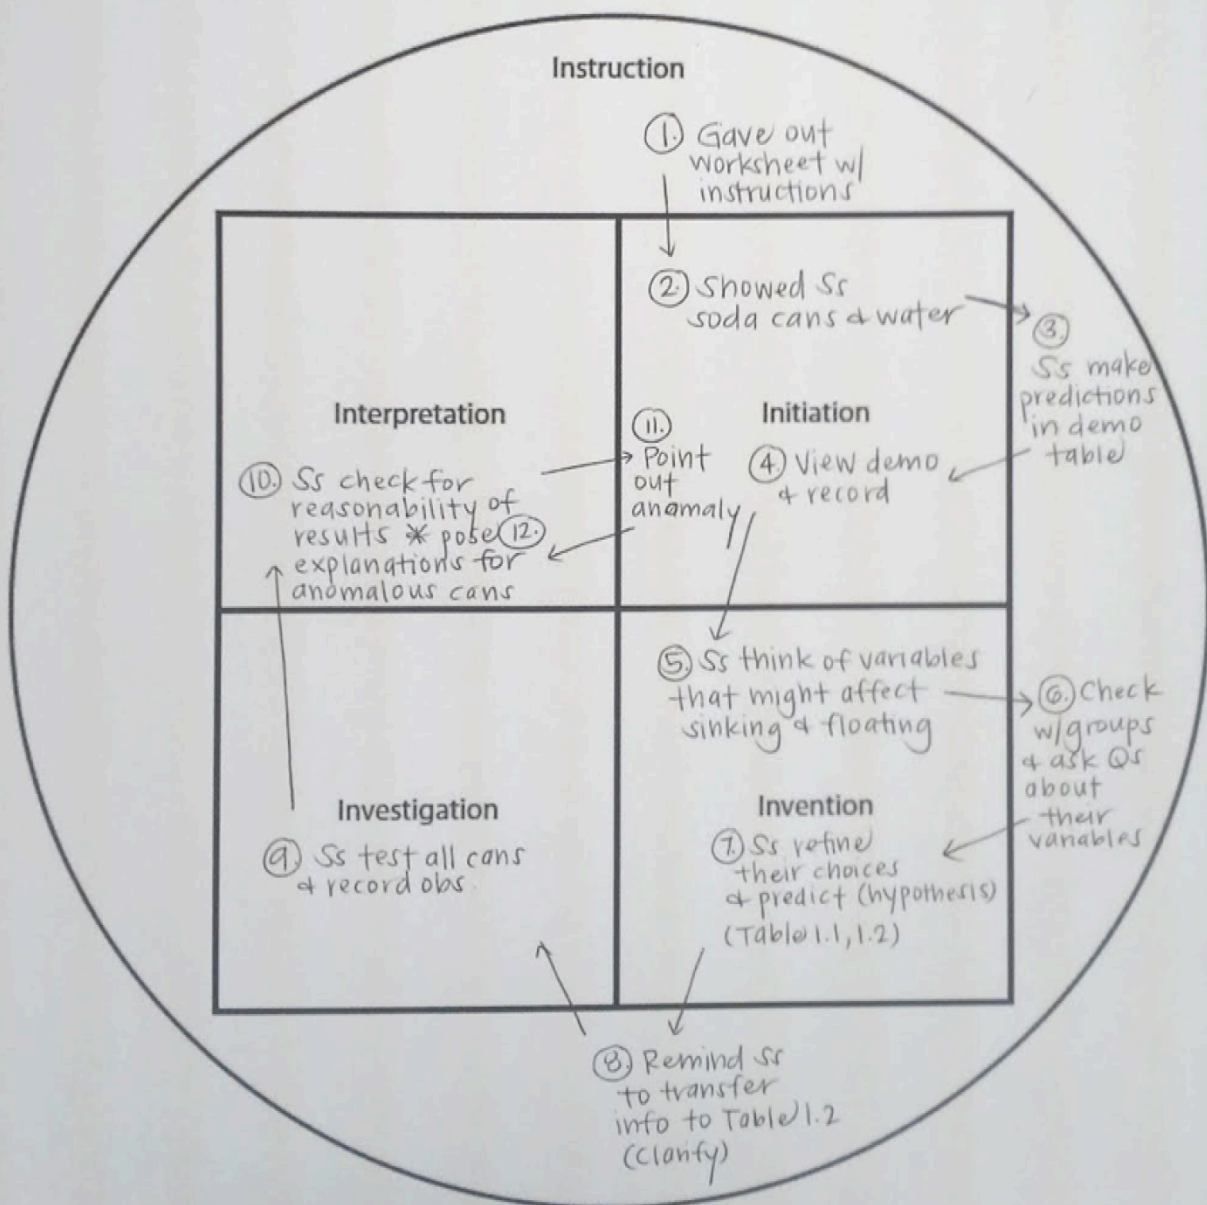 Instruction
1. Gave out
worksheet w/
instructions
2. Showed Ss
soda cans & water
3.
Ss make
predictions
in demo
table
Interpretation
Initiation
11.
Point
out
anomaly
4. View demo
& record
10. Ss check for
reasonability of
results * pose 12.
explanations for
anomalous cans
5. Ss think of variables
that might affect
sinking & floating
6. Check
w/groups
& ask Qs
about
their
variables
Investigation
Invention
9. Ss test all cans
& record obs.
7. Ss refine
their choices
& predict (hypothesis)
(Table 1.1, 1.2)
8. Remind Ss
to transfer
info to Table 1.2
(Clarify)